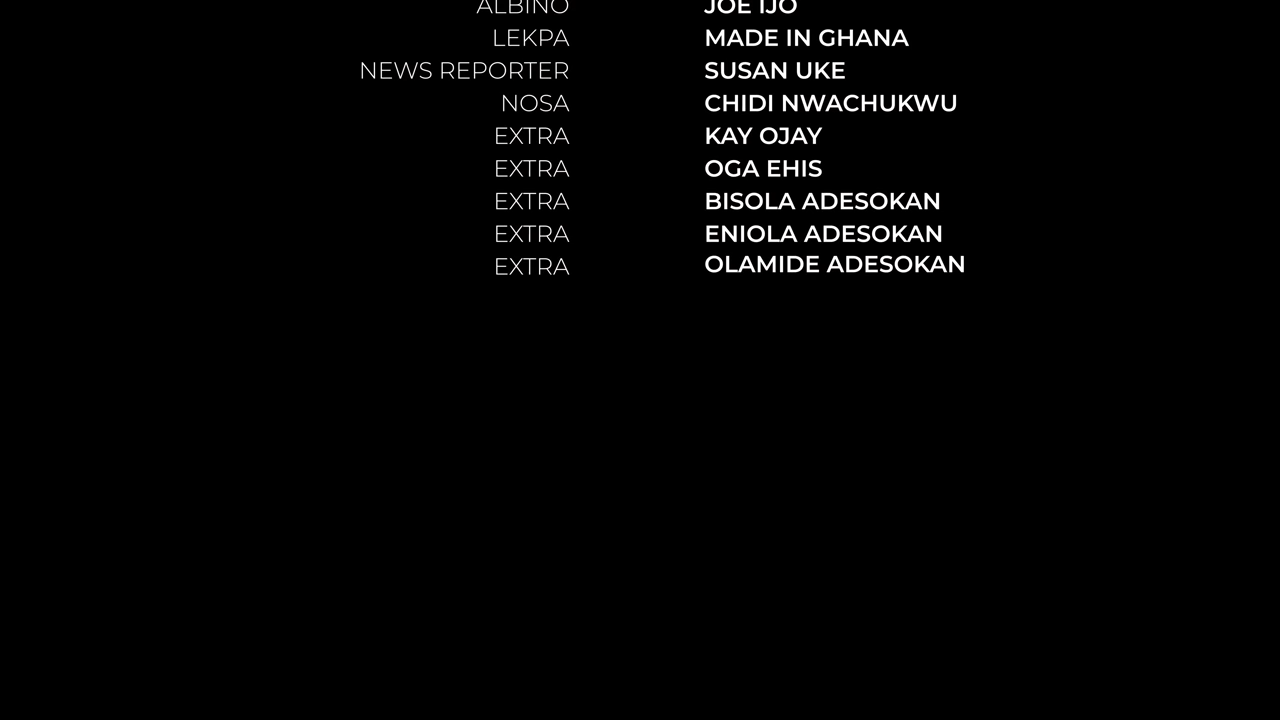 ALBINO JOE IJO
LEKPA MADE IN GHANA
NEWS REPORTER SUSAN UKE
NOSA CHIDI NWACHUKWU
EXTRA KAY OJAY
EXTRA OGA EHIS
EXTRA BISOLA ADESOKAN
EXTRA ENIOLA ADESOKAN
EXTRA OLAMIDE ADESOKAN